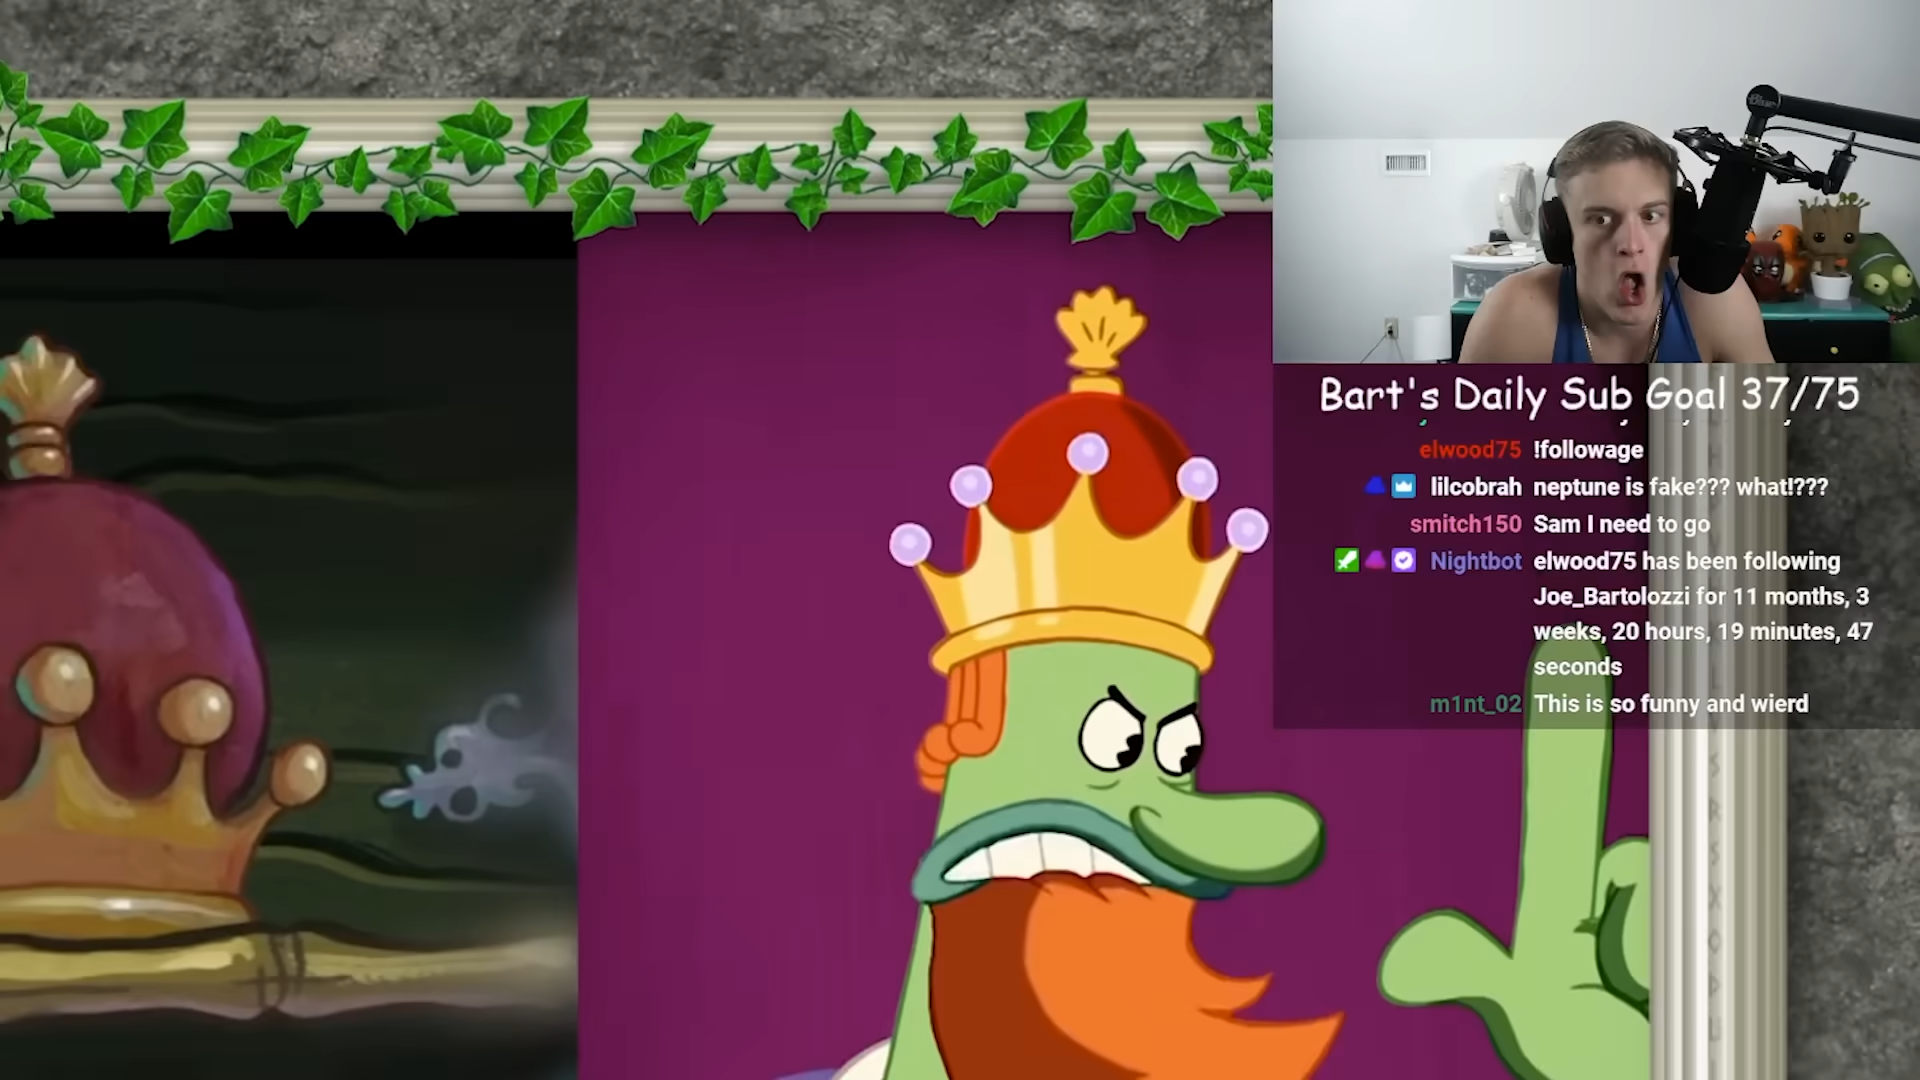 Bart's Daily Sub Goal 37/75
elwood75 !followage
lilcobrah neptune is fake??? what!???
smitch150 Sam I need to go
Nightbot elwood75 has been following
Joe_Bartolozzi for 11 months, 3
weeks, 20 hours, 19 minutes, 47
seconds
m1nt_02 This is so funny and wierd